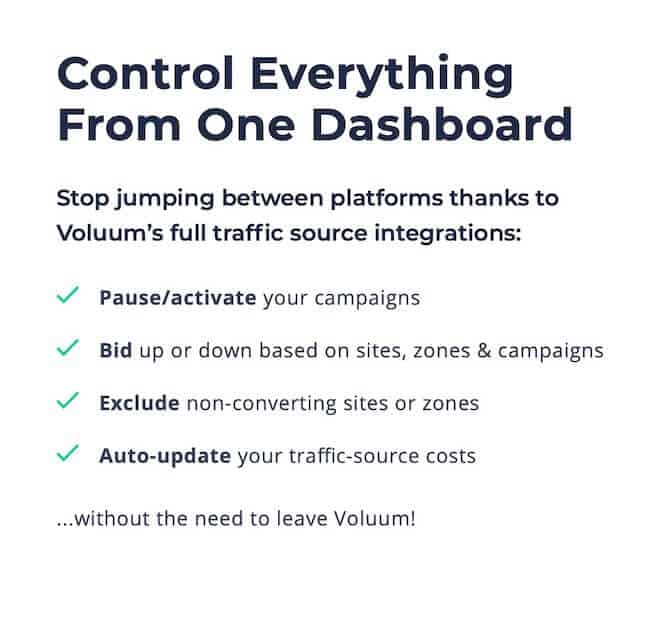 Control Everything
From One Dashboard
Stop jumping between platforms thanks to
Voluum’s full traffic source integrations:
Pause/activate your campaigns
Bid up or down based on sites, zones & campaigns
Exclude non-converting sites or zones
Auto-update your traffic-source costs
...without the need to leave Voluum!